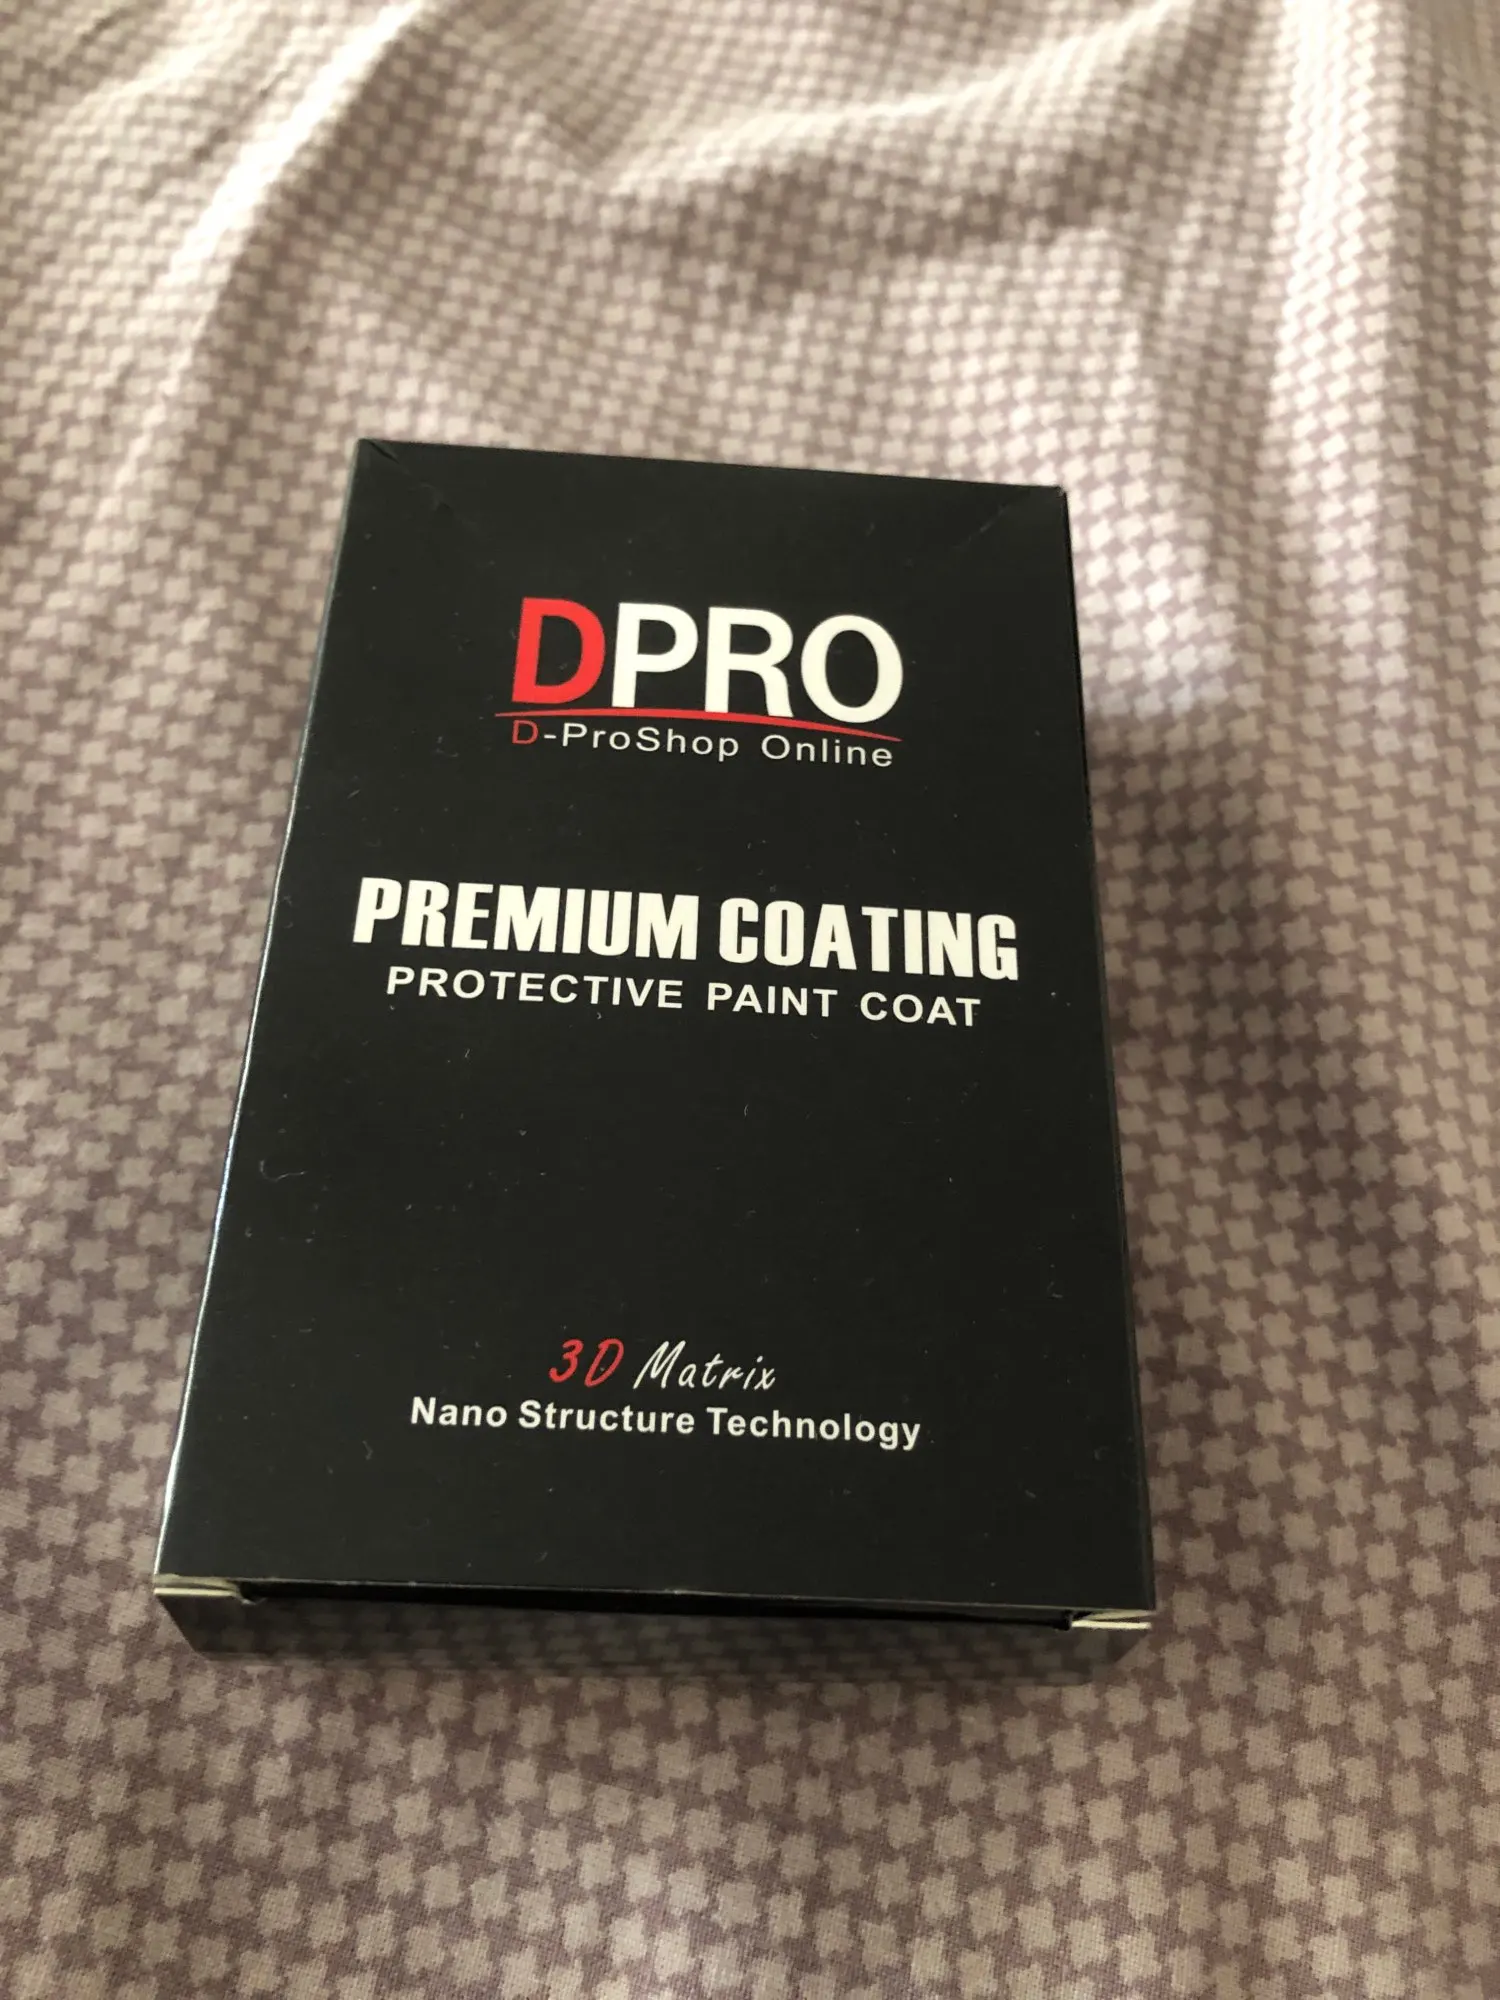 DPRO
D-ProShop Online
PREMIUM COATING
PROTECTIVE PAINT COAT
3D Matrix
Nano Structure Technology